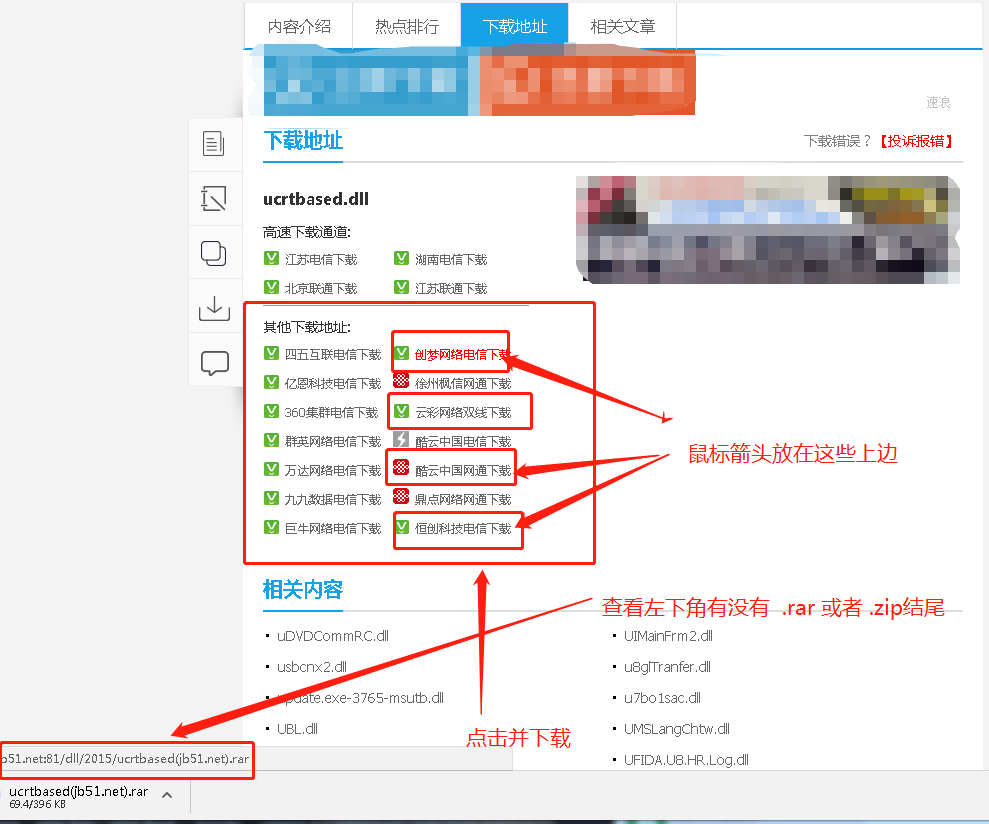 内容介绍 热点排行 下载地址 相关文章
速浪
下载地址
下载错误？【投诉报错】
ucrtbased.dll
高速下载通道:
江苏电信下载 湖南电信下载
北京联通下载 江苏联通下载
其他下载地址:
四五互联电信下载 创梦网络电信下载
亿恩科技电信下载 徐州枫信网通下载
360集群电信下载 云彩网络双线下载
群英网络电信下载 酷云中国电信下载
万达网络电信下载 酷云中国网通下载
九九数据电信下载 鼎点网络网通下载
巨牛网络电信下载 恒创科技电信下载
鼠标箭头放在这些上边
相关内容
查看左下角有没有 .rar 或者 .zip结尾
uDVDCommRC.dll UIMainFrm2.dll
usbcnx2.dll u8glTranfer.dll
update.exe-3765-msutb.dll u7bo1sac.dll
UBL.dll UMSLangChtw.dll
点击并下载
UFIDA.U8.HR.Log.dll
b51.net:81/dll/2015/ucrtbased(jb51.net).rar
ucrtbased(jb51.net).rar
69.4/396 KB